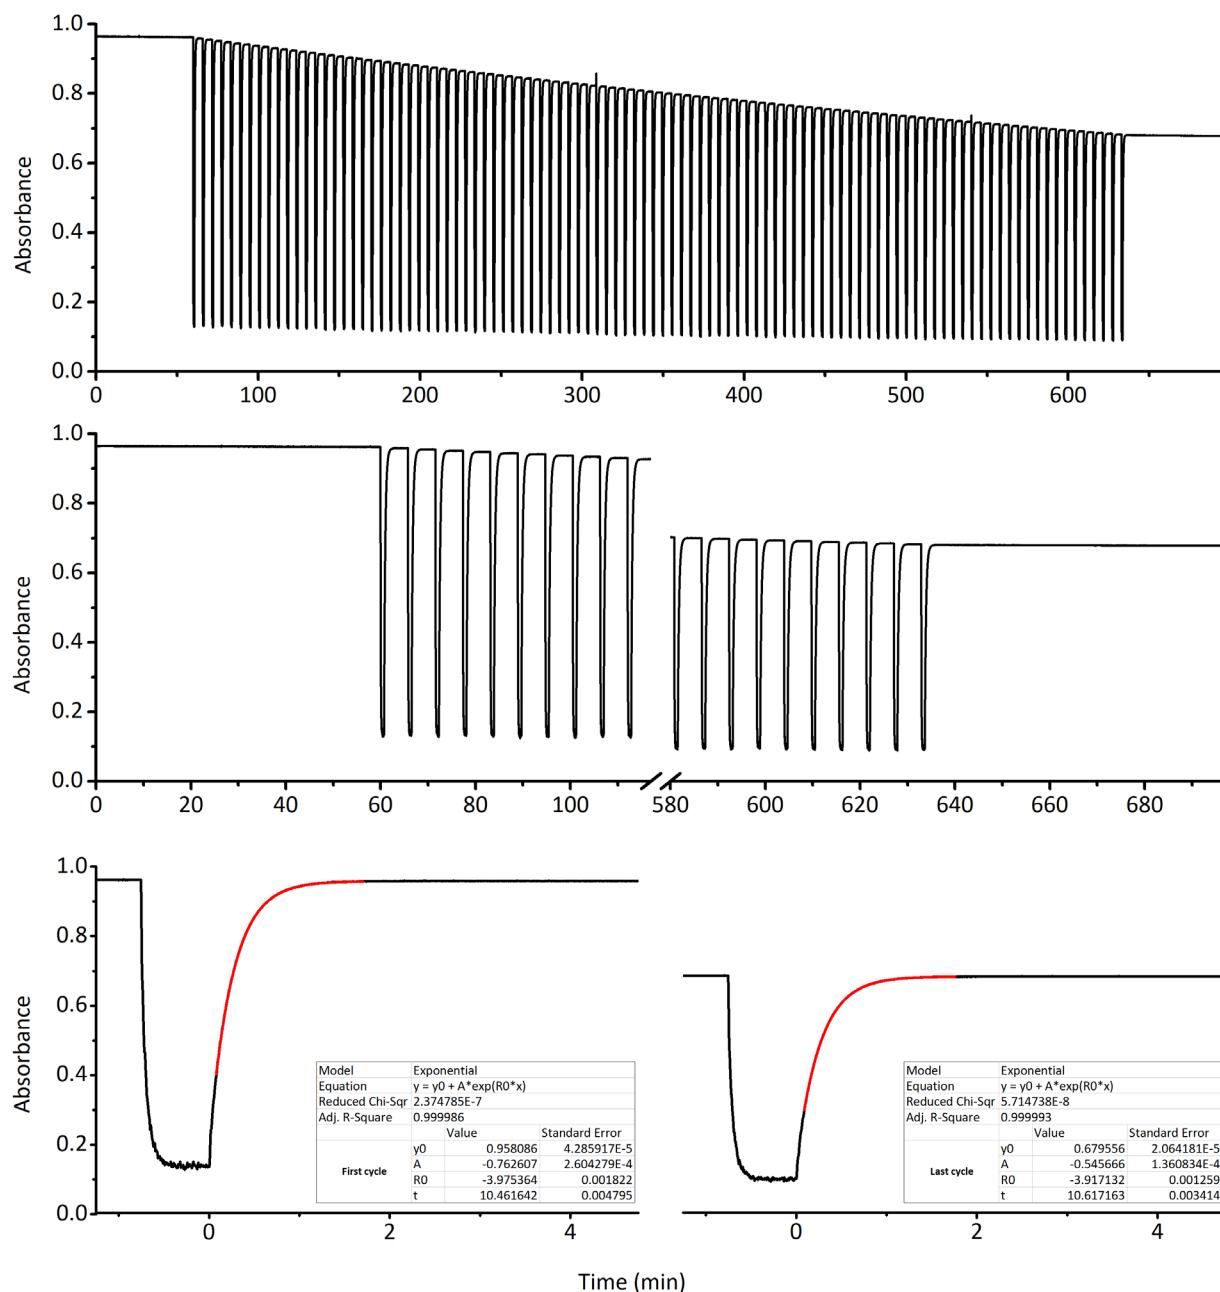 1.0
0.8
0.6
0.4
0.2
0.0
Absorbance
0 100 200 300 400 500 600
1.0
0.8
0.6
0.4
0.2
0.0
Absorbance
0 20 40 60 80 100 580 600 620 640 660 680
1.0
0.8
0.6
0.4
0.2
0.0
Absorbance
Model Exponential
Equation y = y0 + A*exp(R0*x)
Reduced Chi-Sqr 2.374785E-7
Adj. R-Square 0.999986
Value Standard Error
First cycle
y0 0.958086 4.285917E-5
A -0.762607 2.604279E-4
R0 -3.975364 0.001822
t 10.461642 0.004795
0 2 4
Model Exponential
Equation y = y0 + A*exp(R0*x)
Reduced Chi-Sqr 5.714738E-8
Adj. R-Square 0.999993
Value Standard Error
Last cycle
y0 0.679556 2.064181E-5
A -0.545666 1.360834E-4
R0 -3.917132 0.001259
t 10.617163 0.003414
0 2 4
Time (min)